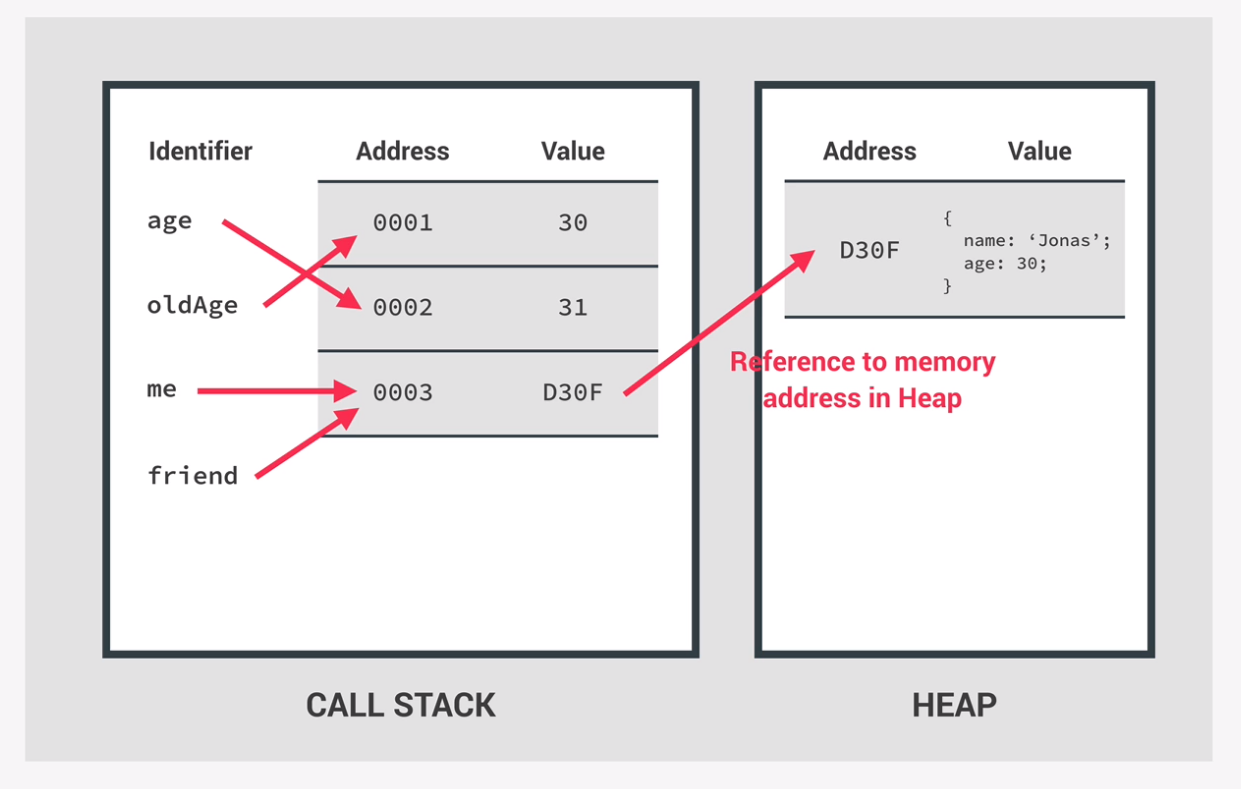 Identifier Address Value
age 0001 30
oldAge 0002 31
me 0003 D30F
friend
CALL STACK
Address Value
D30F
{
name: ‘Jonas’;
age: 30;
}
Reference to memory
address in Heap
HEAP